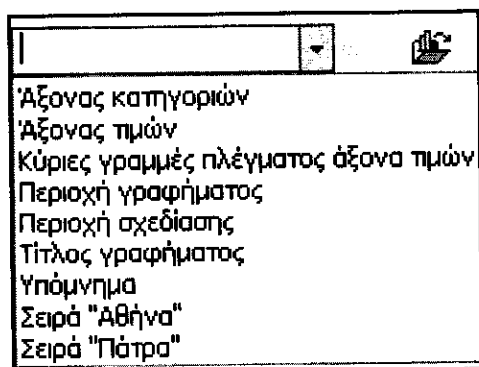 Άξονας κατηγοριών
Άξονας τιμών
Κύριες γραμμές πλέγματος άξονα τιμών
Περιοχή γραφήματος
Περιοχή σχεδίασης
Τίτλος γραφήματος
Υπόμνημα
Σειρά "Αθήνα"
Σειρά "Πάτρα"